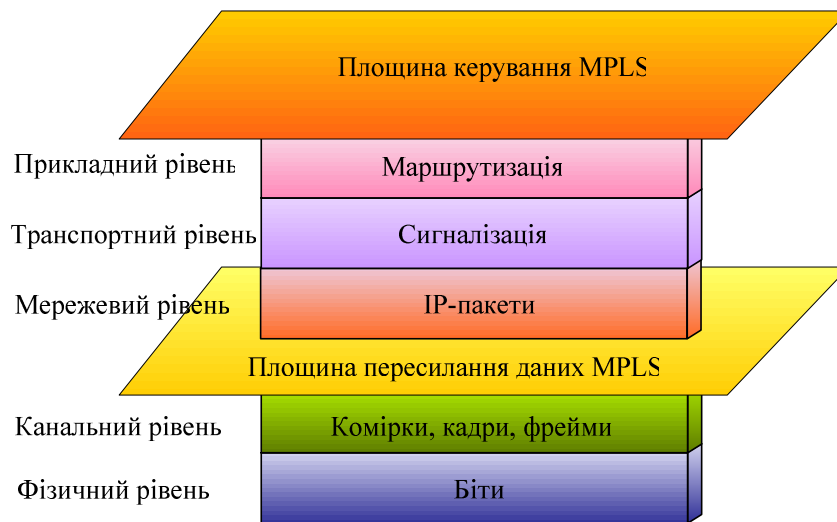 Площина керування MPLS
Прикладний рівень
Маршрутизація
Транспортний рівень
Сигналізація
Мережевий рівень
IP-пакети
Площина пересилання даних MPLS
Канальний рівень
Комірки, кадри, фрейми
Фізичний рівень
Біти